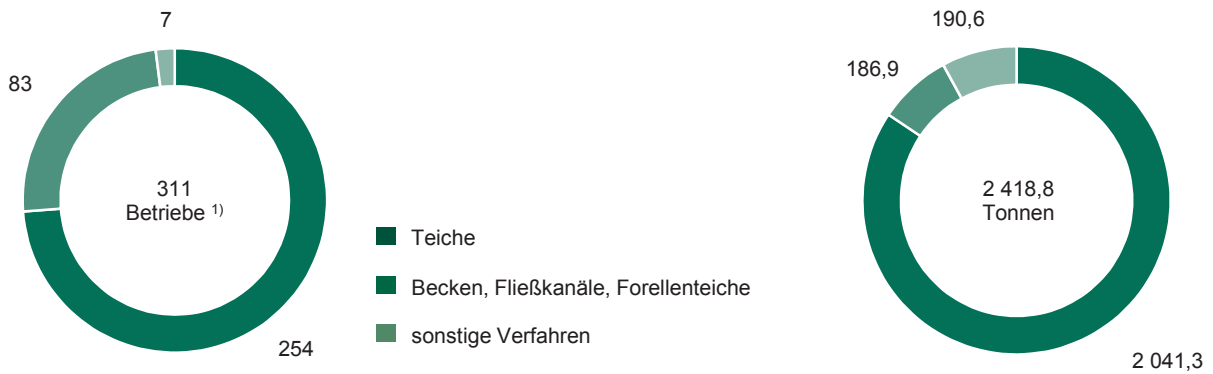 7
83
311
Betriebe 1)
254
Teiche
Becken, Fließkanäle, Forellenteiche
sonstige Verfahren
190,6
186,9
2 418,8
Tonnen
2 041,3